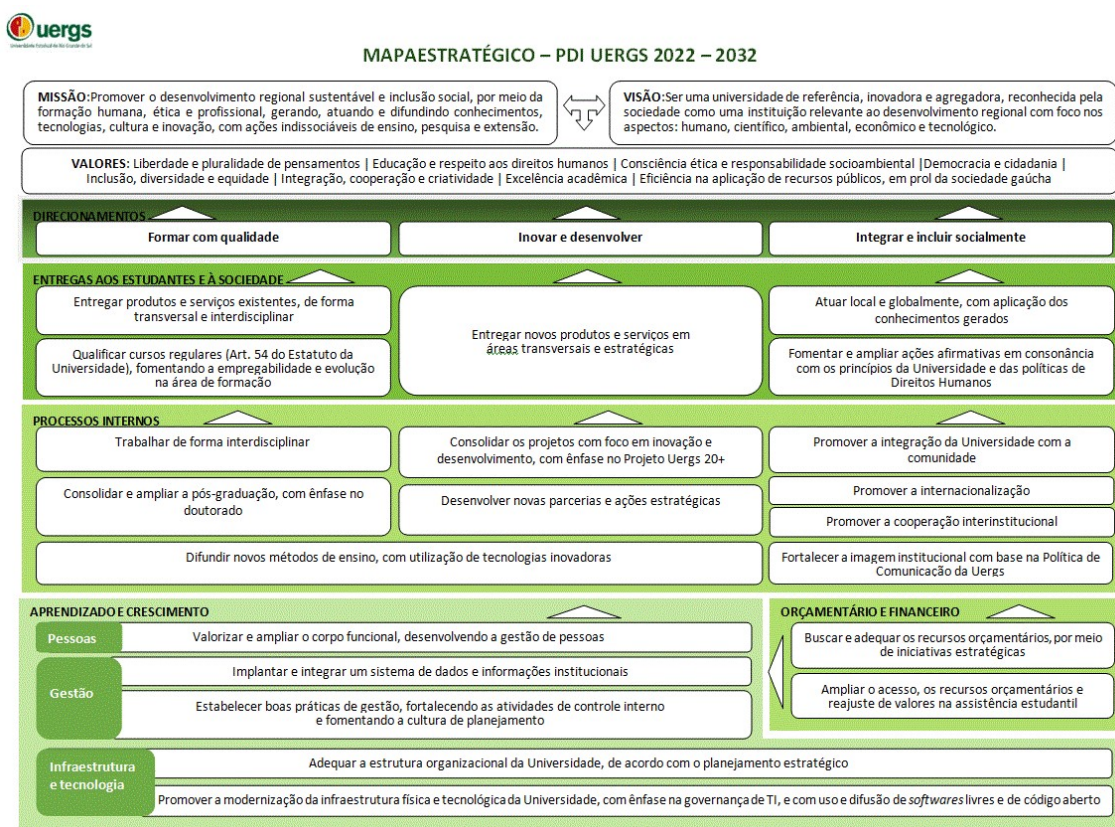 uergs
Universidade Estadual do Rio Grande do Sul
MAPAESTRATÉGICO – PDI UERGS 2022 – 2032
MISSÃO:Promover o desenvolvimento regional sustentável e inclusão social, por meio da
formação humana, ética e profissional, gerando, atuando e difundindo conhecimentos,
tecnologias, cultura e inovação, com ações indissociáveis de ensino, pesquisa e extensão.
VISÃO:Ser uma universidade de referência, inovadora e agregadora, reconhecida pela
sociedade como uma instituição relevante ao desenvolvimento regional com foco nos
aspectos: humano, científico, ambiental, econômico e tecnológico.
VALORES: Liberdade e pluralidade de pensamentos | Educação e respeito aos direitos humanos | Consciência ética e responsabilidade socioambiental |Democracia e cidadania |
Inclusão, diversidade e equidade | Integração, cooperação e criatividade | Excelência acadêmica | Eficiência na aplicação de recursos públicos, em prol da sociedade gaúcha
DIRECIONAMENTOS
Formar com qualidade
Inovar e desenvolver
Integrar e incluir socialmente
ENTREGAS AOS ESTUDANTES E À SOCIEDADE
Entregar produtos e serviços existentes, de forma
transversal e interdisciplinar
Qualificar cursos regulares (Art. 54 do Estatuto da
Universidade), fomentando a empregabilidade e evolução
na área de formação
Entregar novos produtos e serviços em
áreas transversais e estratégicas
Atuar local e globalmente, com aplicação dos
conhecimentos gerados
Fomentar e ampliar ações afirmativas em consonância
com os princípios da Universidade e das políticas de
Direitos Humanos
PROCESSOS INTERNOS
Trabalhar de forma interdisciplinar
Consolidar e ampliar a pós-graduação, com ênfase no
doutorado
Consolidar os projetos com foco em inovação e
desenvolvimento, com ênfase no Projeto Uergs 20+
Desenvolver novas parcerias e ações estratégicas
Difundir novos métodos de ensino, com utilização de tecnologias inovadoras
Promover a integração da Universidade com a
comunidade
Promover a internacionalização
Promover a cooperação interinstitucional
Fortalecer a imagem institucional com base na Política de
Comunicação da Uergs
APRENDIZADO E CRESCIMENTO
Pessoas
Valorizar e ampliar o corpo funcional, desenvolvendo a gestão de pessoas
Gestão
Implantar e integrar um sistema de dados e informações institucionais
Estabelecer boas práticas de gestão, fortalecendo as atividades de controle interno
e fomentando a cultura de planejamento
ORÇAMENTÁRIO E FINANCEIRO
Buscar e adequar os recursos orçamentários, por meio
de iniciativas estratégicas
Ampliar o acesso, os recursos orçamentários e
reajuste de valores na assistência estudantil
Infraestrutura
e tecnologia
Adequar a estrutura organizacional da Universidade, de acordo com o planejamento estratégico
Promover a modernização da infraestrutura física e tecnológica da Universidade, com ênfase na governança de TI, e com uso e difusão de softwares livres e de código aberto